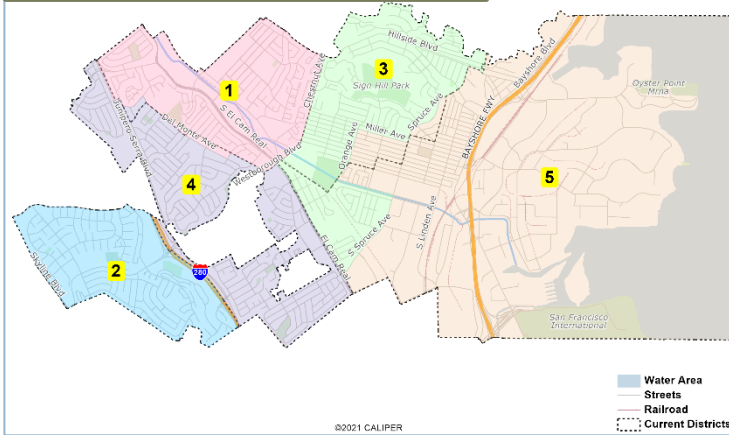 Hillside Blvd
3
Sign Hill Park
Chestnut Ave
1
S El Cam Real
Spruce Ave
Miller Ave
Orange Ave
Bayshore Blvd
BAYSHORE FWY
Oyster Point
Mrna
Junipero Serra Blvd
Del Monte Ave
Westborough Blvd
4
5
S Linden Ave
S Spruce Ave
El Cam Real
2
Skyline Blvd
280
San Francisco
International
Water Area
Streets
Railroad
Current Districts
©2021 CALIPER